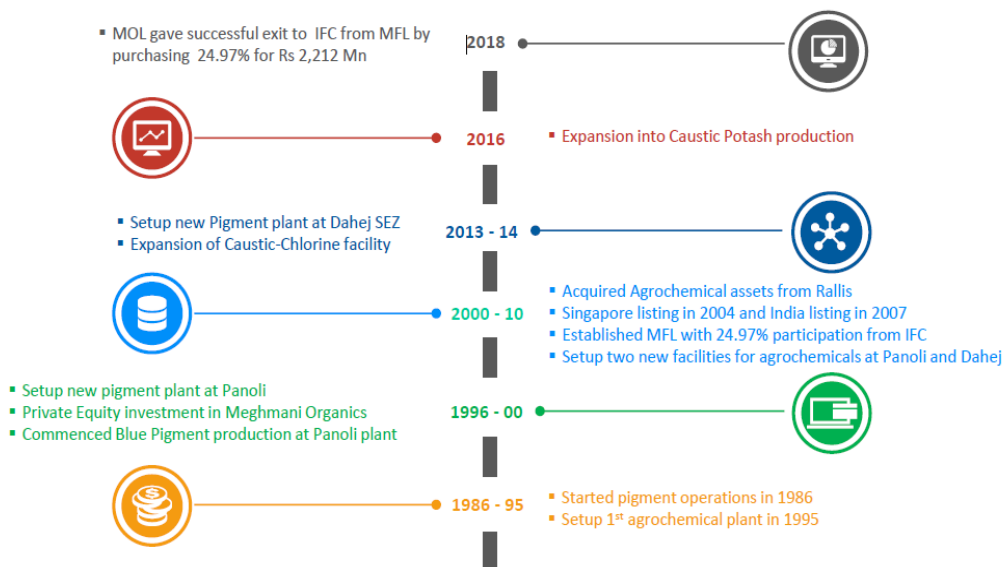 ▪ MOL gave successful exit to IFC from MFL by
purchasing 24.97% for Rs 2,212 Mn
2018
2016
▪ Expansion into Caustic Potash production
▪ Setup new Pigment plant at Dahej SEZ
▪ Expansion of Caustic-Chlorine facility
2013 - 14
2000 - 10
▪ Acquired Agrochemical assets from Rallis
▪ Singapore listing in 2004 and India listing in 2007
▪ Established MFL with 24.97% participation from IFC
▪ Setup two new facilities for agrochemicals at Panoli and Dahej
▪ Setup new pigment plant at Panoli
▪ Private Equity investment in Meghmani Organics
▪ Commenced Blue Pigment production at Panoli plant
1996 - 00
1986 - 95
▪ Started pigment operations in 1986
▪ Setup 1st agrochemical plant in 1995